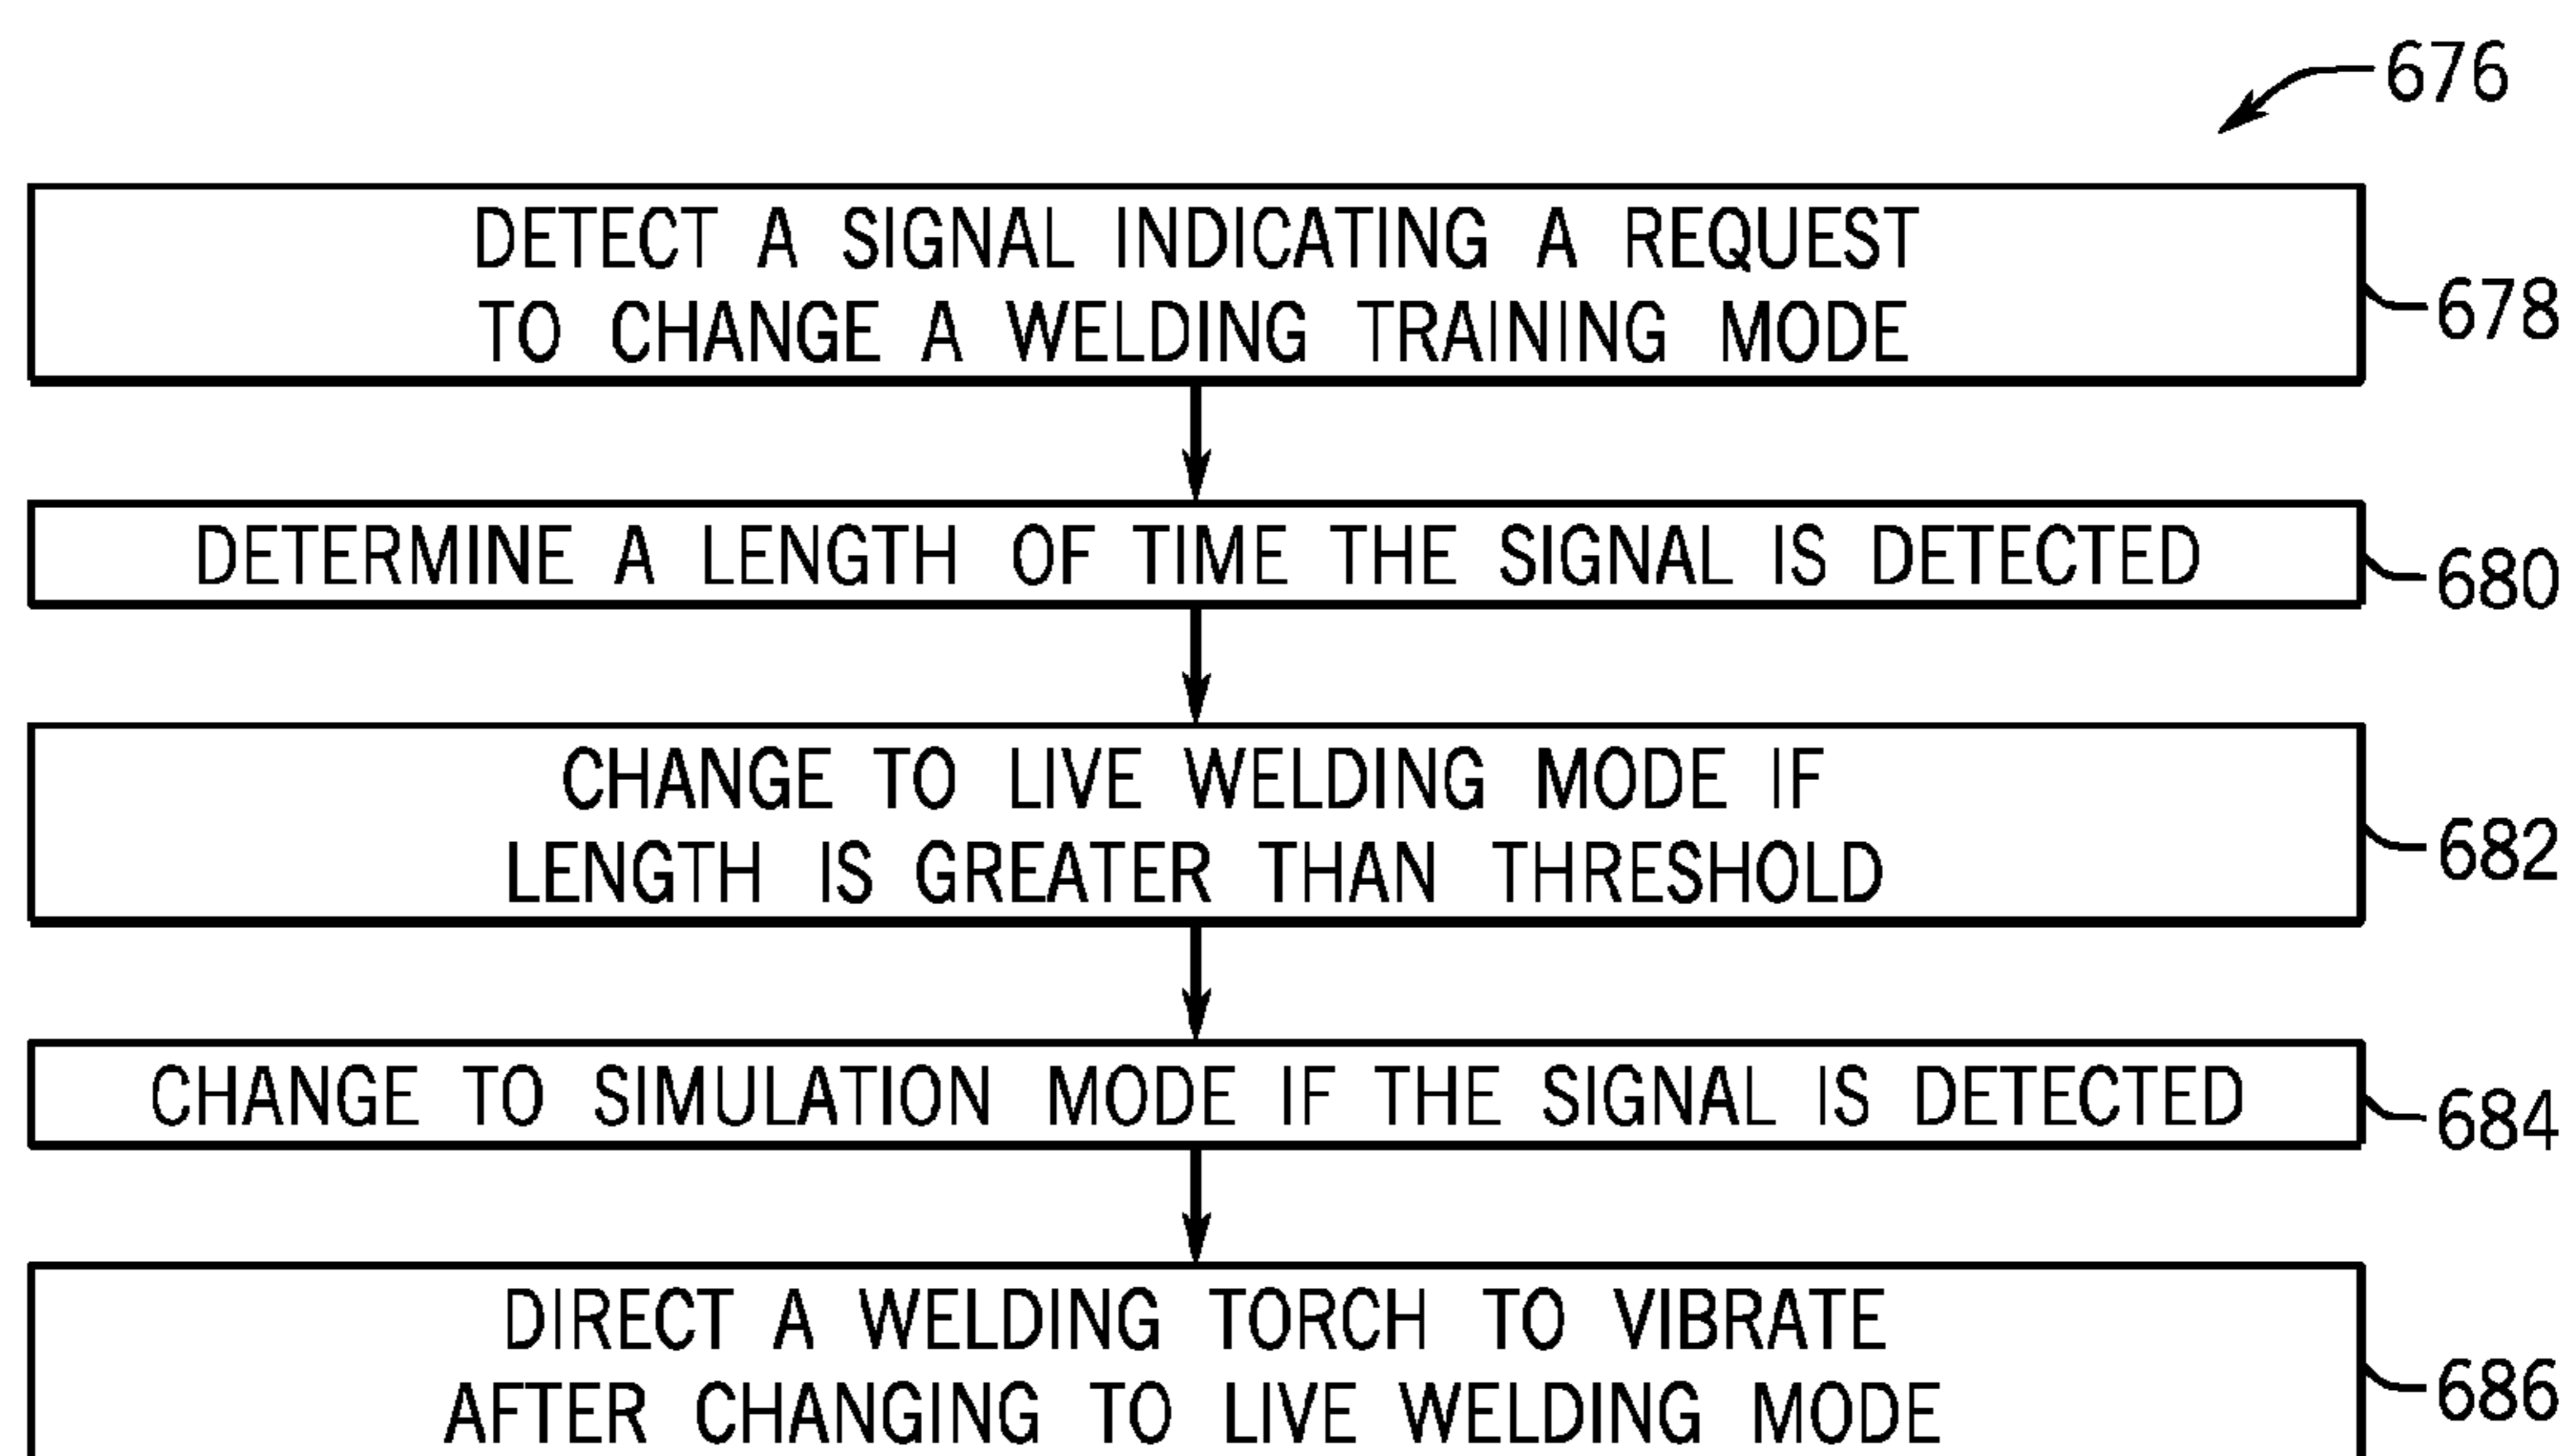 676
DETECT A SIGNAL INDICATING A REQUEST
TO CHANGE A WELDING TRAINING MODE
678
DETERMINE A LENGTH OF TIME THE SIGNAL IS DETECTED
680
CHANGE TO LIVE WELDING MODE IF
LENGTH IS GREATER THAN THRESHOLD
682
CHANGE TO SIMULATION MODE IF THE SIGNAL IS DETECTED
684
DIRECT A WELDING TORCH TO VIBRATE
AFTER CHANGING TO LIVE WELDING MODE
686